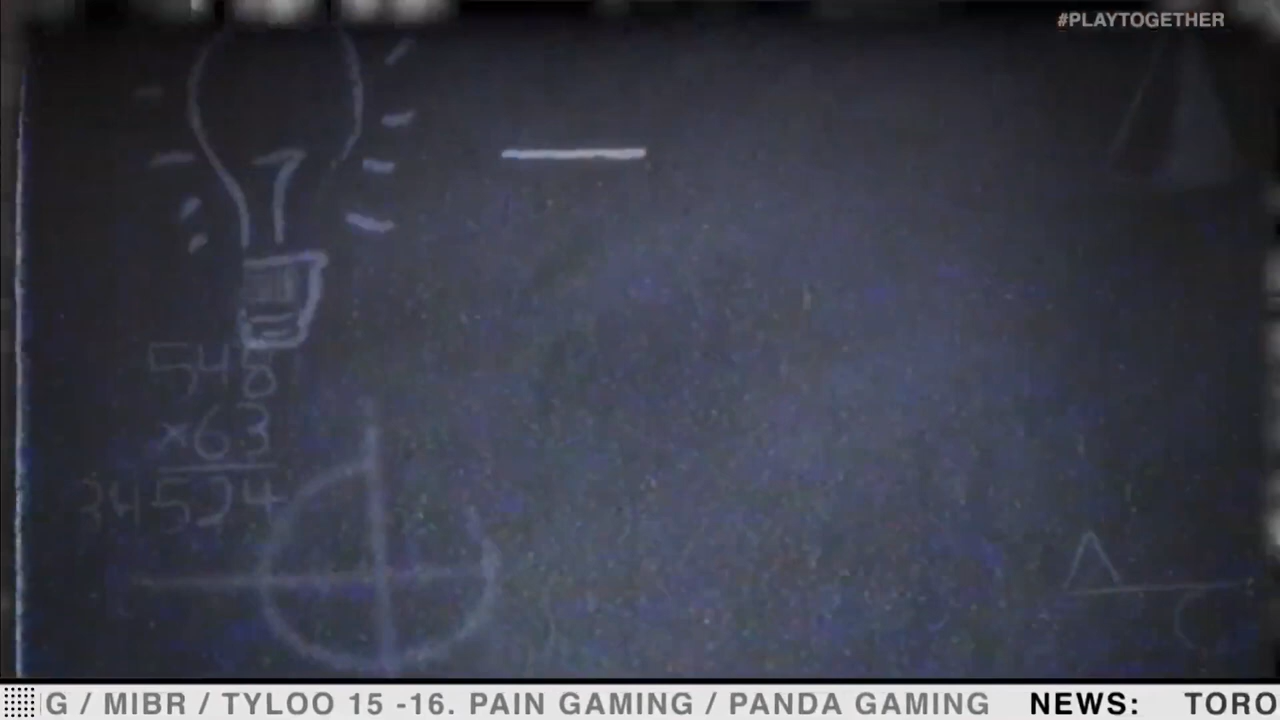 #PLAYTOGETHER
548
×63
34524
G / MIBR / TYLOO 15 -16. PAIN GAMING / PANDA GAMING NEWS: TORO